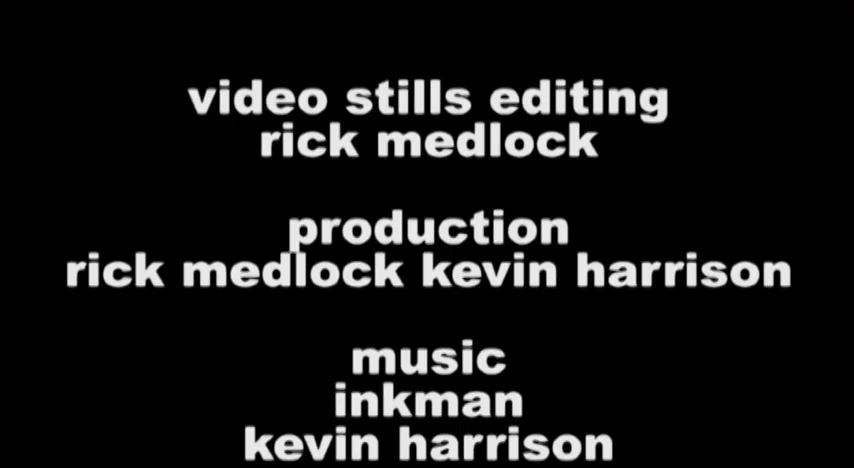 video stills editing
rick medlock
production
rick medlock kevin harrison
music
inkman
kevin harrison